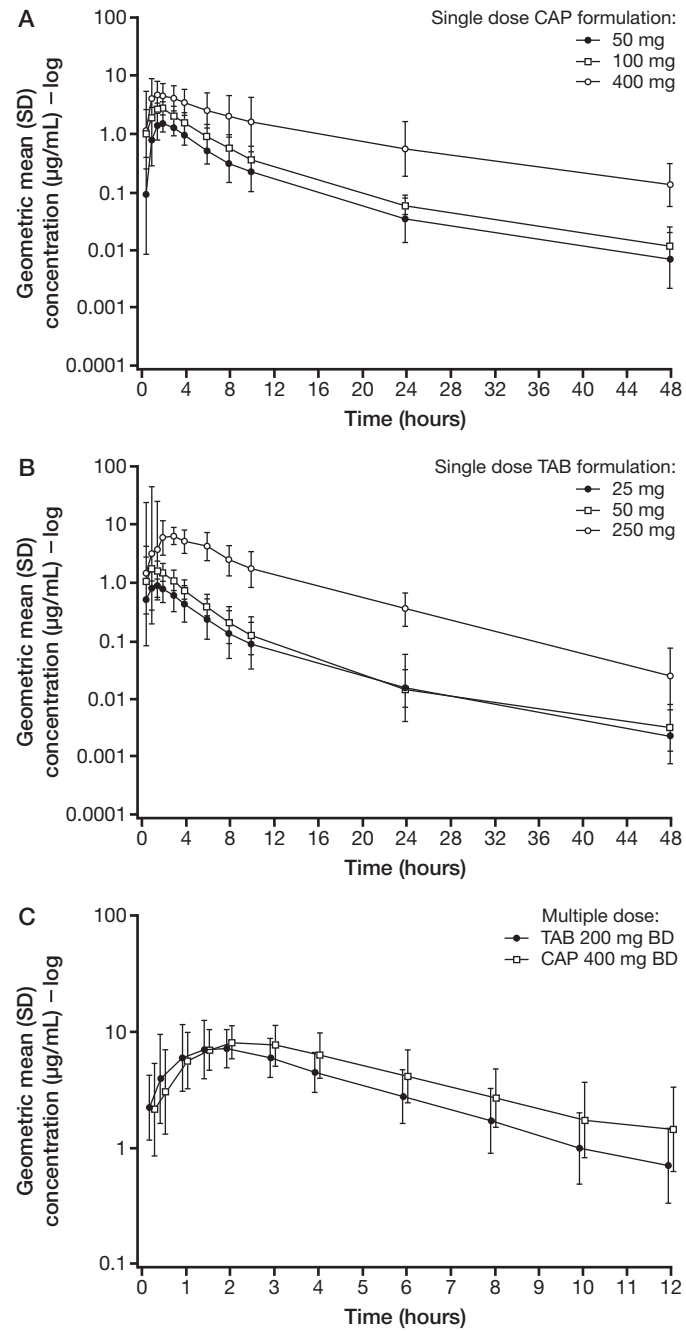 A
Single dose CAP formulation:
50 mg
100 mg
400 mg
Geometric mean (SD)
concentration (µg/mL) – log
100
10
1.0
0.1
0.01
0.001
0.0001
0 4 8 12 16 20 24 28 32 36 40 44 48
Time (hours)
B
Single dose TAB formulation:
25 mg
50 mg
250 mg
Geometric mean (SD)
concentration (µg/mL) – log
100
10
1.0
0.1
0.01
0.001
0.0001
0 4 8 12 16 20 24 28 32 36 40 44 48
Time (hours)
C
Multiple dose:
TAB 200 mg BD
CAP 400 mg BD
Geometric mean (SD)
concentration (µg/mL) – log
100
10
1
0.1
0 1 2 3 4 5 6 7 8 9 10 11 12
Time (hours)